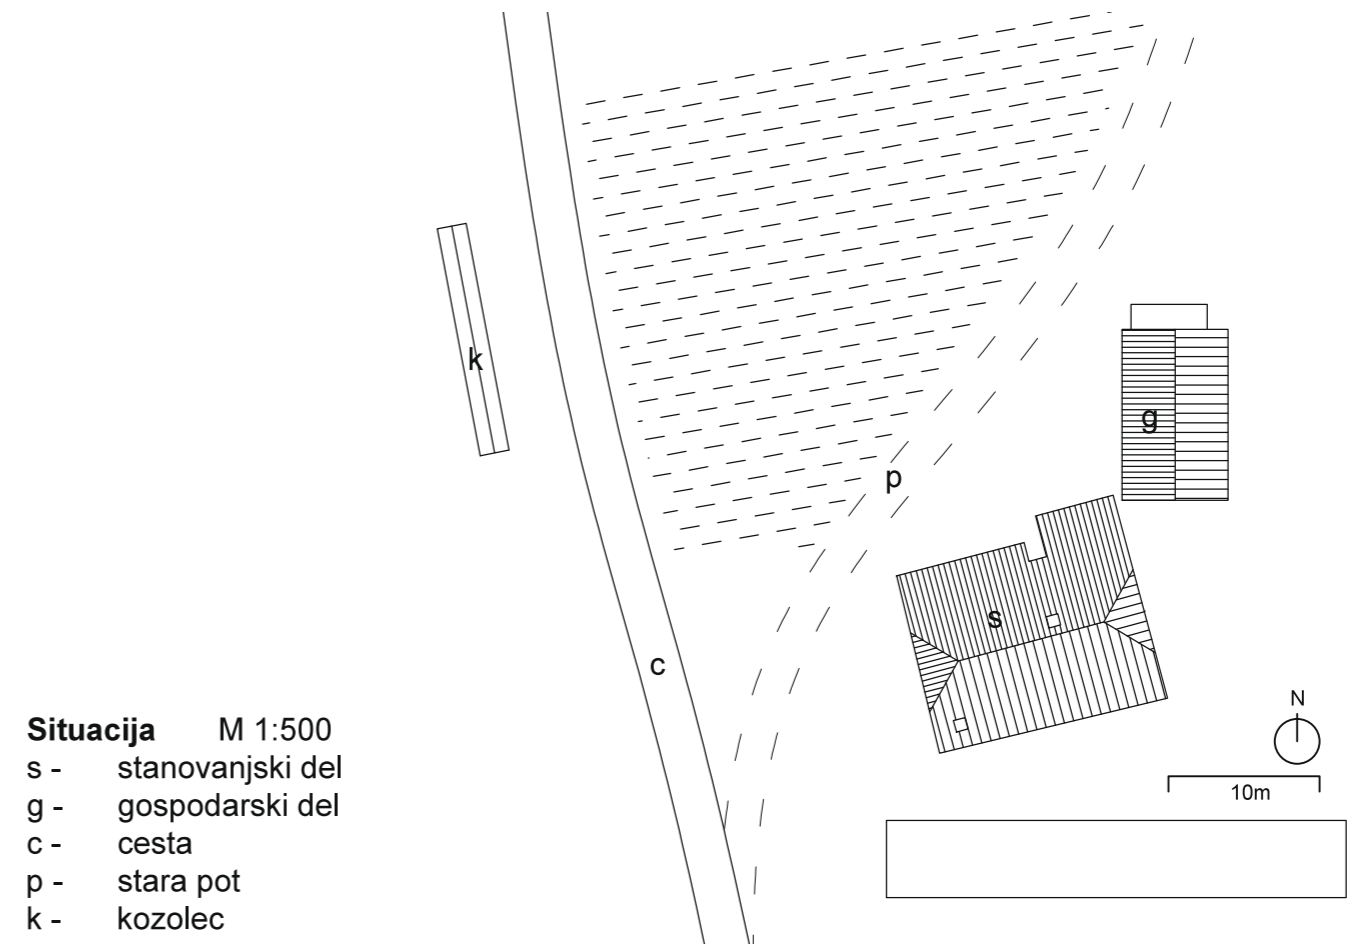 k
g
p
s
c
N
10m
Situacija M 1:500
s - stanovanjski del
g - gospodarski del
c - cesta
p - stara pot
k - kozolec